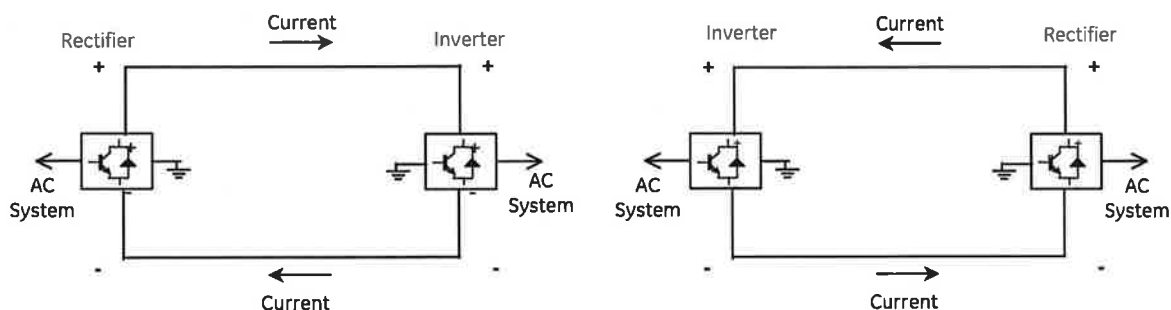 Current
Rectifier
Inverter
+
+
+
+
AC
System
AC
System
-
-
-
-
Current
Current
Inverter
Rectifier
+
+
+
+
AC
System
AC
System
-
-
Current